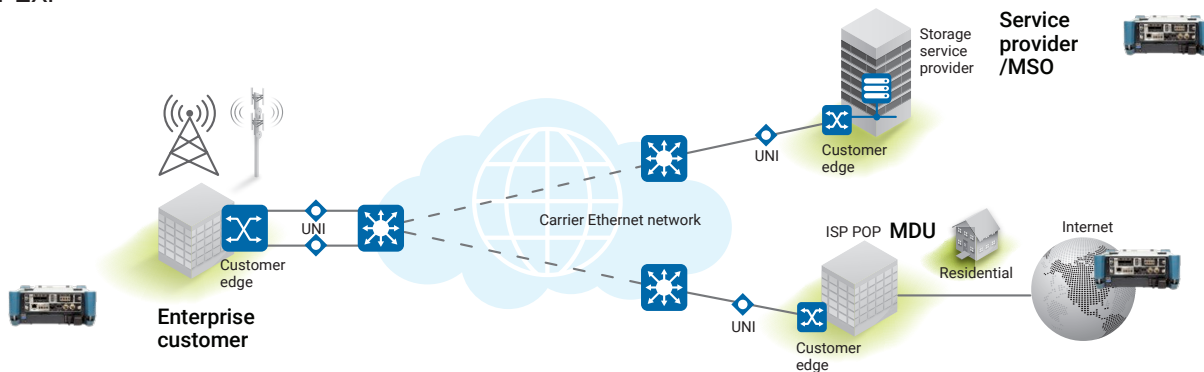 Storage
service
provider
Service
provider
/MSO
Customer
edge
UNI
UNI
Customer
edge
Carrier Ethernet network
Enterprise
customer
ISP POP
MDU
Residential
Internet
UNI
Customer
edge